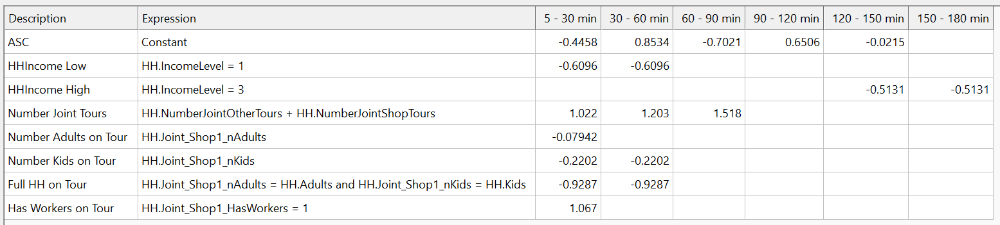 Description Expression 5 - 30 min 30 - 60 min 60 - 90 min 90 - 120 min 120 - 150 min 150 - 180 min
ASC Constant -0.4458 0.8534 -0.7021 0.6506 -0.0215
HHIncome Low HH.IncomeLevel = 1 -0.6096 -0.6096
HHIncome High HH.IncomeLevel = 3 -0.5131 -0.5131
Number Joint Tours HH.NumberJointOtherTours + HH.NumberJointShopTours 1.022 1.203 1.518
Number Adults on Tour HH.Joint_Shop1_nAdults -0.07942
Number Kids on Tour HH.Joint_Shop1_nKids -0.2202 -0.2202
Full HH on Tour HH.Joint_Shop1_nAdults = HH.Adults and HH.Joint_Shop1_nKids = HH.Kids -0.9287 -0.9287
Has Workers on Tour HH.Joint_Shop1_HasWorkers = 1 1.067